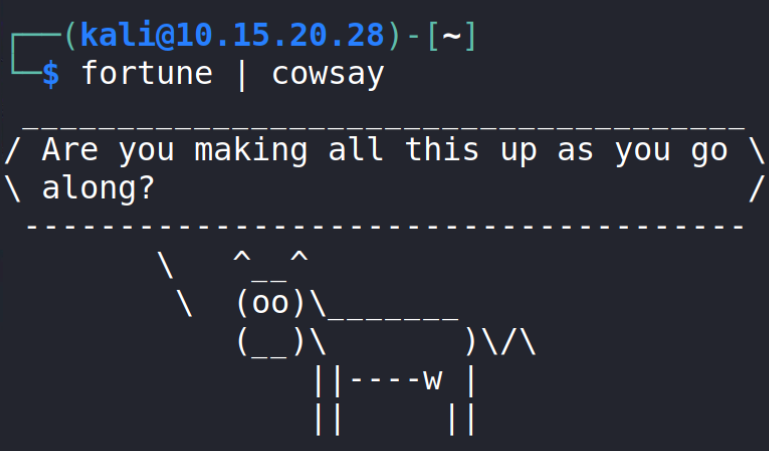 ┌──(kali@10.15.20.28)-[~]
└─$ fortune | cowsay
 _______________________________________
/ Are you making all this up as you go \
\ along?                               /
 ---------------------------------------
        \   ^__^
         \  (oo)\_______
            (__)\       )\/\
                ||----w |
                ||     ||